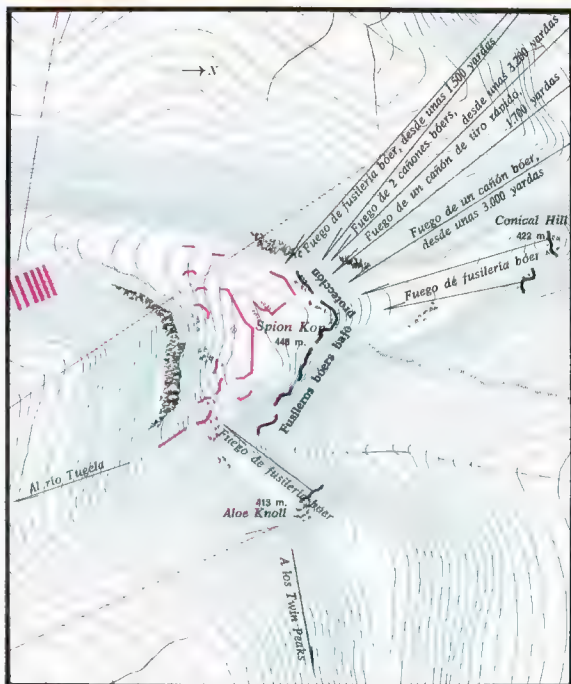 → N
Fuego de fusilería bóer, desde unas 1.500 yardas
Fuego de 2 cañones bóers, desde unas 3.200 yardas
Fuego de un cañón de tiro rápido,
1.700 yardas
Fuego de un cañón bóer,
desde unas 3.000 yardas
Conical Hill
422 m.
Fuego de fusilería bóer
Spion Kop
448 m.
Fusileros bóers bajo protección
Fuego de fusilería bóer
Al río Tugela
413 m.
Aloe Knoll
A los Twin Peaks